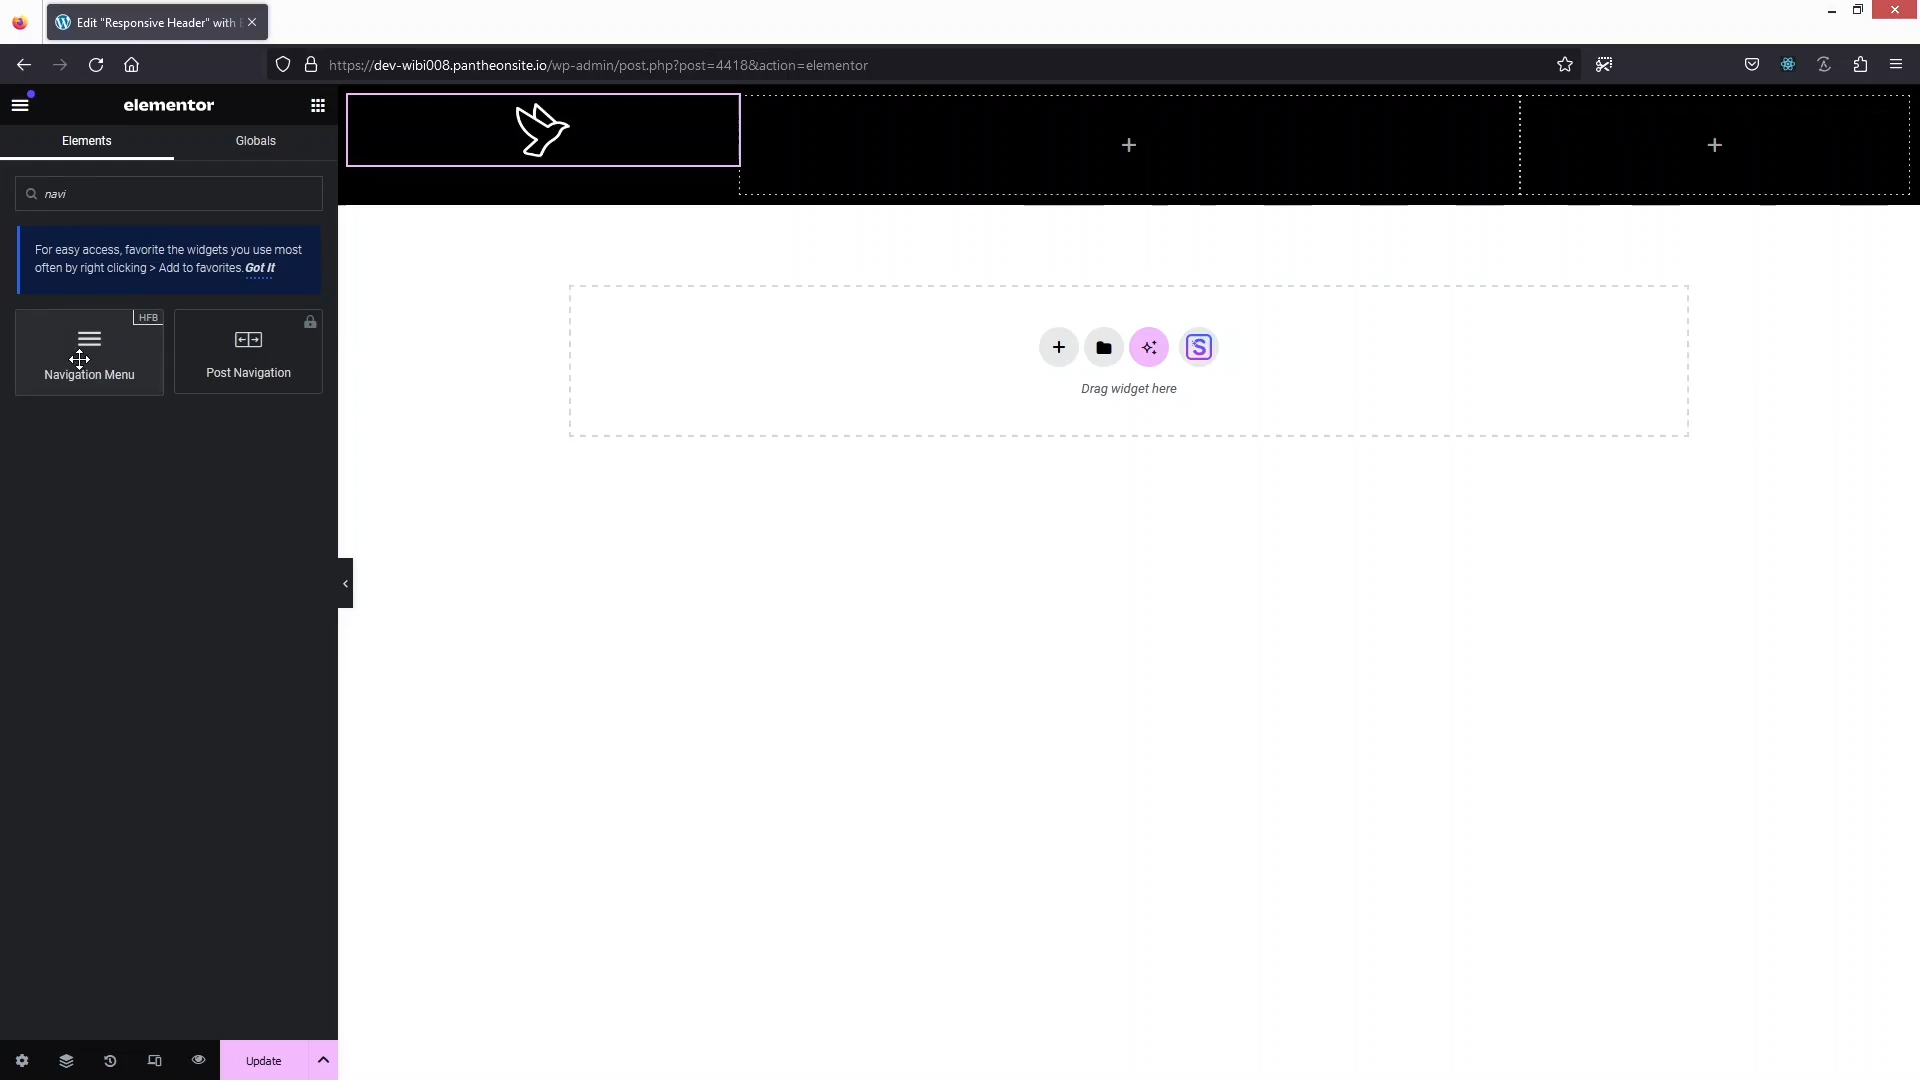 Edit "Responsive Header" with
https://dev-wibi008.pantheonsite.io/wp-admin/post.php?post=4418&action=elementor
elementor
Elements
Globals
navi
For easy access, favorite the widgets you use most
often by right clicking > Add to favorites. Got It
HFB
Navigation Menu
Post Navigation
Drag widget here
Update